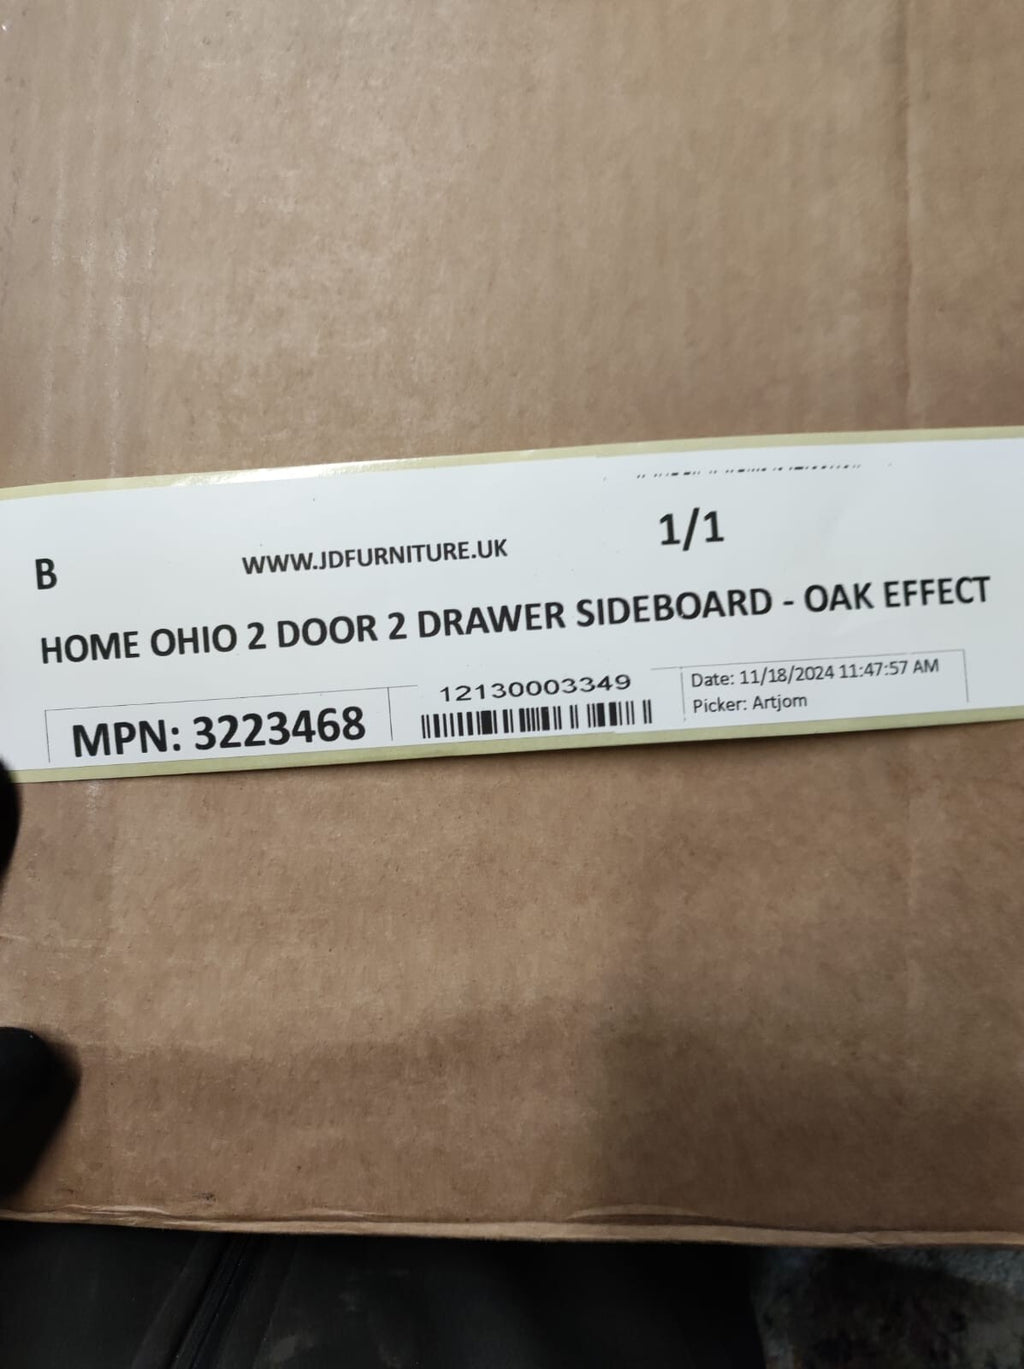 B
WWW.JDFURNITURE.UK
1/1
HOME OHIO 2 DOOR 2 DRAWER SIDEBOARD - OAK EFFECT
MPN: 3223468
12130003349
Date: 11/18/2024 11:47:57 AM
Picker: Artjom